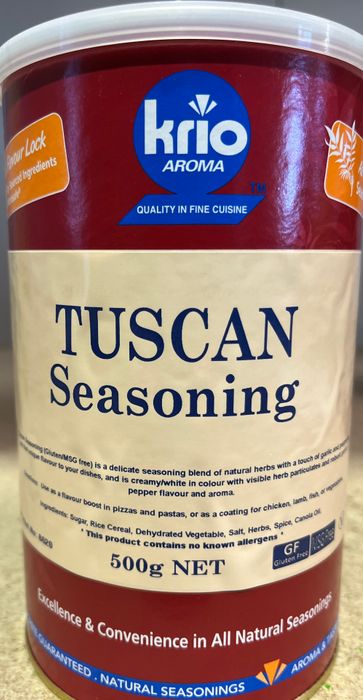 Flavour Lock
Ingredients
krio
AROMA
TM
QUALITY IN FINE CUISINE
TUSCAN
Seasoning
Seasoning (Gluten/MSG free) is a delicate seasoning blend of natural herbs with a touch of garlic and
flavour to your dishes, and is creamy/white in colour with visible herb particulates and
pepper flavour and aroma.
Use as a flavour boost in pizzas and pastas, or as a coating for chicken, lamb, fish, or vegetables.
Ingredients: Sugar, Rice Cereal, Dehydrated Vegetable, Salt, Herbs, Spice, Canola Oil.
* This product contains no known allergens *
500g NET
GF
Gluten Free
Excellence & Convenience in All Natural Seasonings
GUARANTEED . NATURAL SEASONINGS
AROMA &